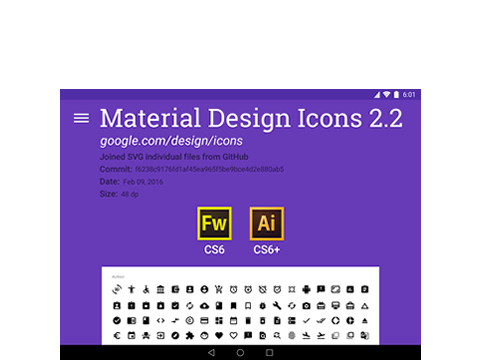 6:01
Material Design Icons 2.2
google.com/design/icons
Joined SVG individual files from GitHub
Commit: f6238c9176fd1af45ea965f5be9bce4d2e880ab5
Date: Feb 09, 2016
Size: 48 dp
Fw Ai
CS6 CS6+